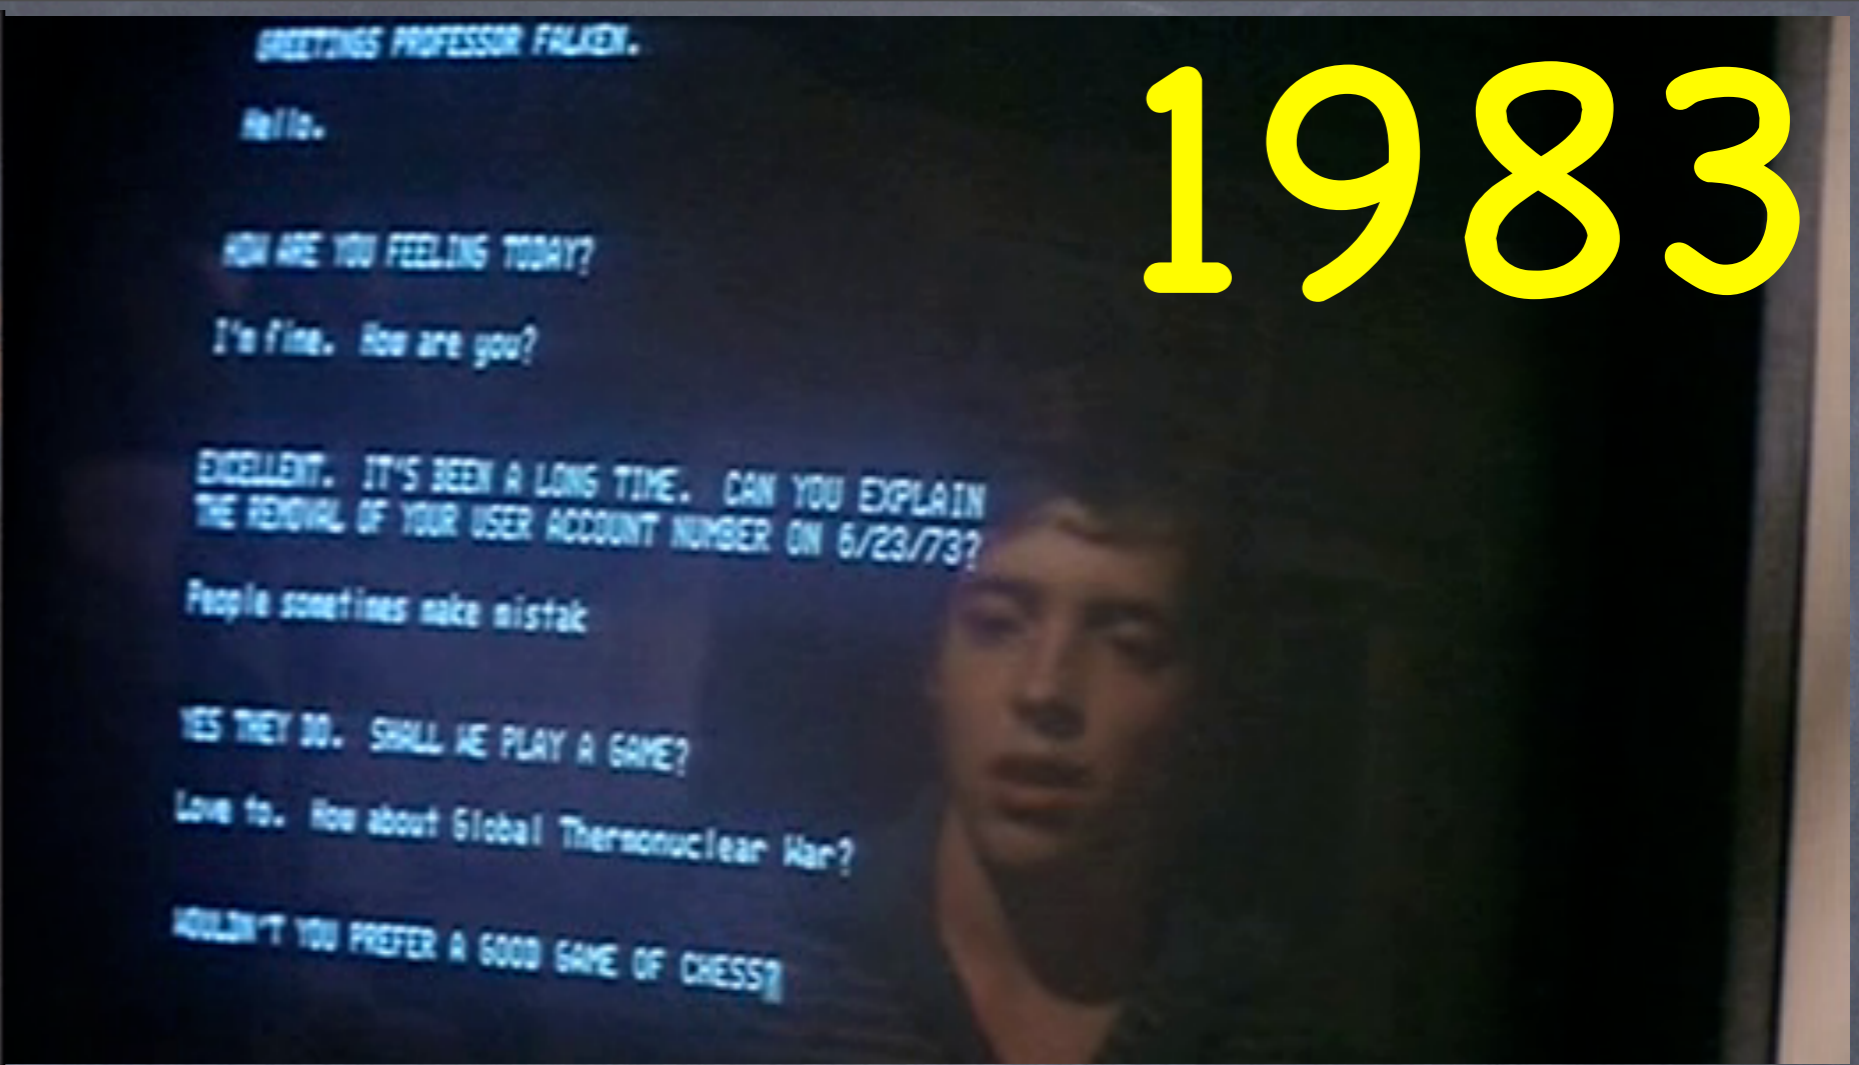 GREETINGS PROFESSOR FALKEN.
1983
Hello.
HOW ARE YOU FEELING TODAY?
I'm fine.  How are you?
EXCELLENT.  IT'S BEEN A LONG TIME.  CAN YOU EXPLAIN
THE REMOVAL OF YOUR USER ACCOUNT NUMBER ON 6/23/73?
People sometimes make mistak
YES THEY DO.  SHALL WE PLAY A GAME?
Love to.  How about Global Thermonuclear War?
WOULDN'T YOU PREFER A GOOD GAME OF CHESS?